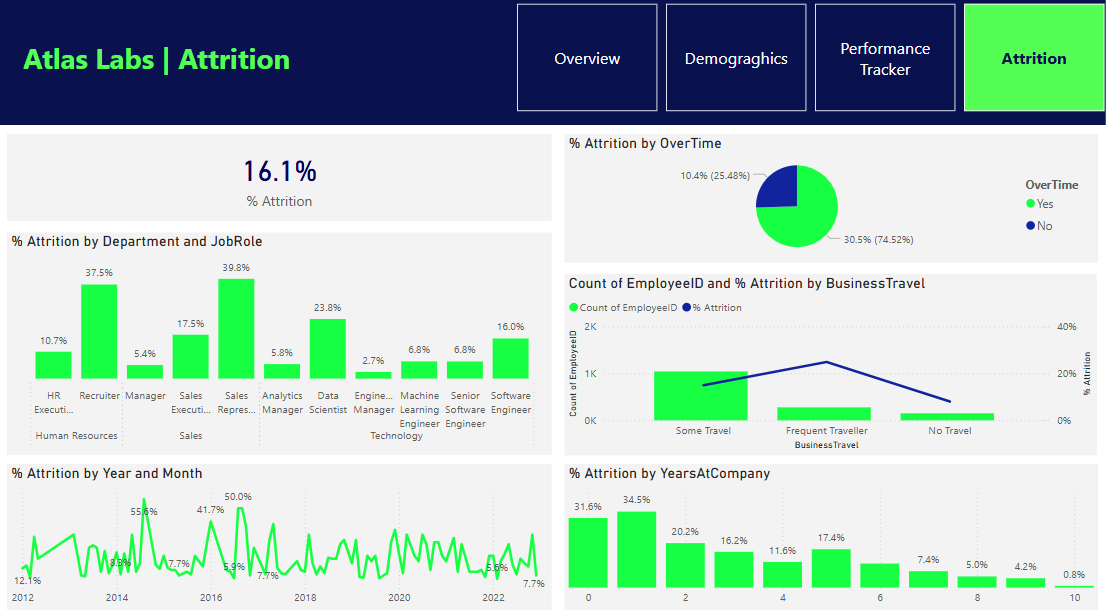 Atlas Labs | Attrition
Overview
Demograghics
Performance
Tracker
Attrition
16.1%
% Attrition
% Attrition by OverTime
10.4% (25.48%)
30.5% (74.52%)
OverTime
Yes
No
% Attrition by Department and JobRole
10.7%
37.5%
5.4%
17.5%
39.8%
5.8%
23.8%
2.7%
6.8%
6.8%
16.0%
HR
Executi...
Recruiter
Manager
Sales
Executi...
Sales
Repres...
Analytics
Manager
Data
Scientist
Engine...
Manager
Machine
Learning
Engineer
Senior
Software
Engineer
Software
Engineer
Human Resources
Sales
Technology
Count of EmployeeID and % Attrition by BusinessTravel
Count of EmployeeID
% Attrition
Count of EmployeeID
2K
1K
0K
40%
20%
0%
% Attrition
Some Travel
Frequent Traveller
No Travel
BusinessTravel
% Attrition by Year and Month
12.1%
8.3%
55.6%
7.7%
41.7%
5.9%
50.0%
7.7%
5.6%
7.7%
2012
2014
2016
2018
2020
2022
% Attrition by YearsAtCompany
31.6%
34.5%
20.2%
16.2%
11.6%
17.4%
7.4%
5.0%
4.2%
0.8%
0
2
4
6
8
10